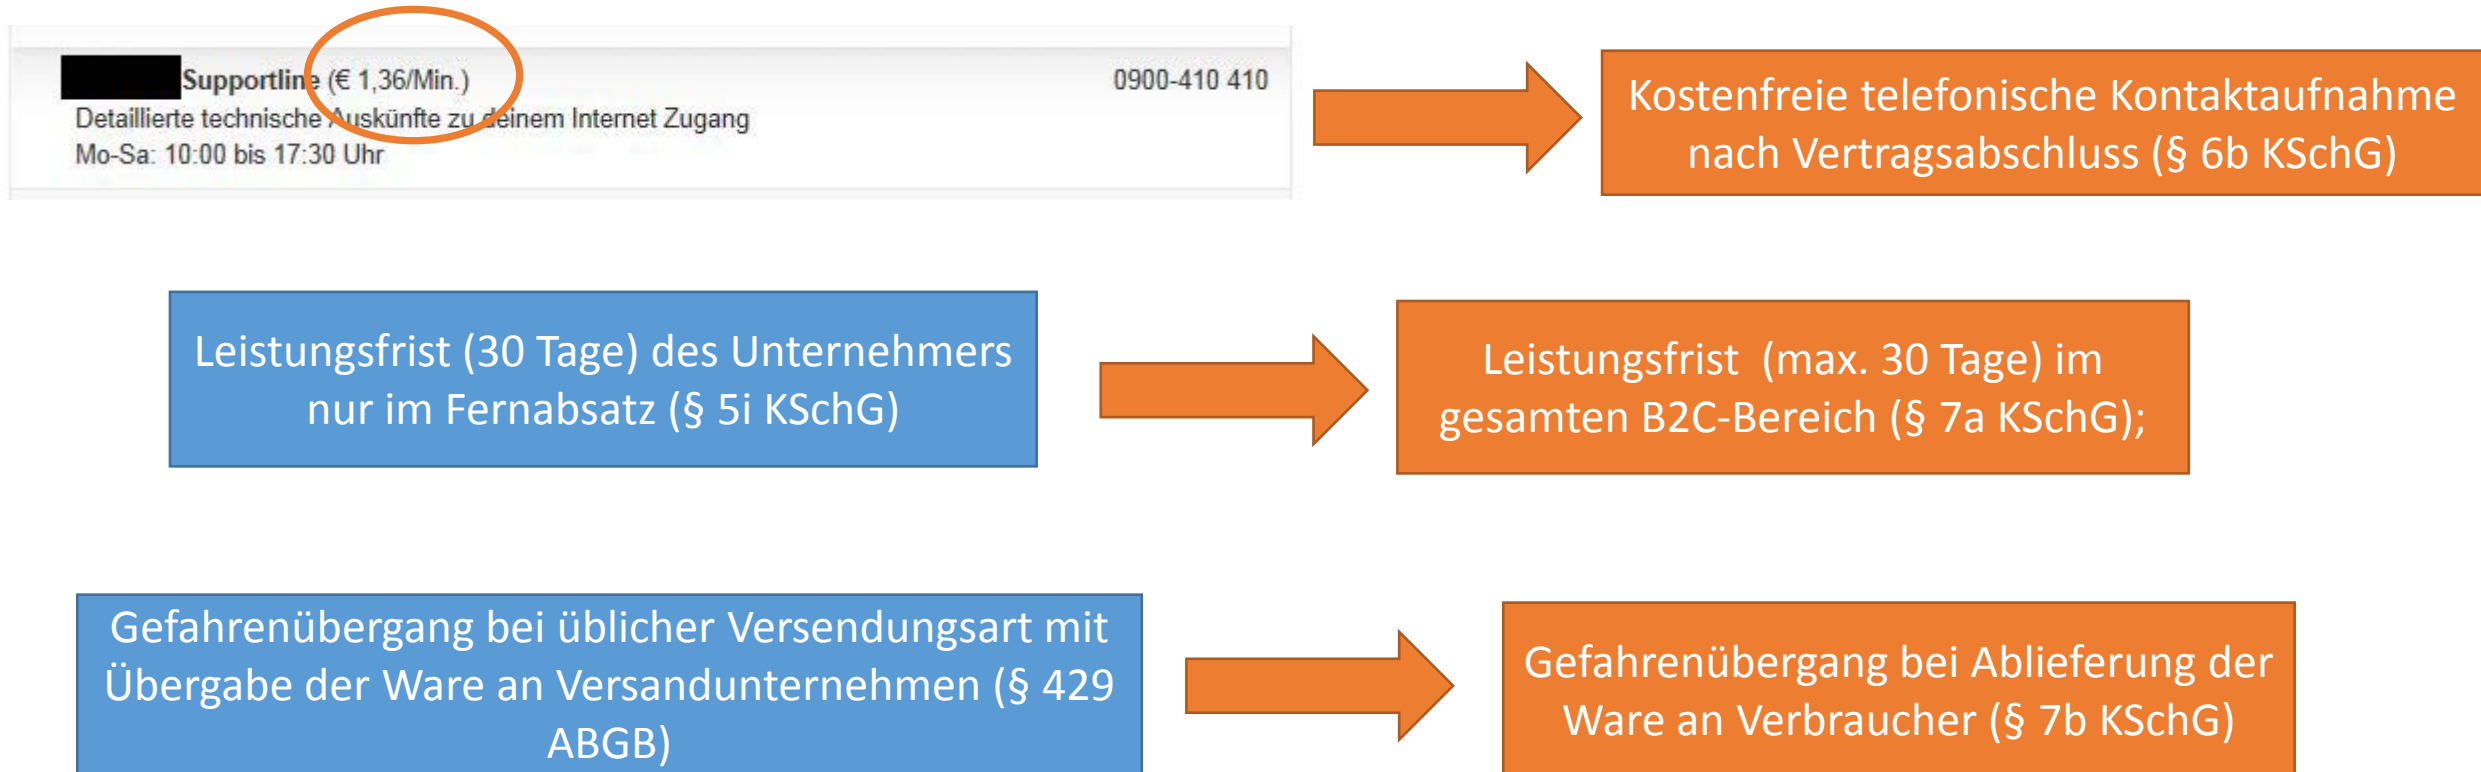 Supportline (€ 1,36/Min.) 0900-410 410
Detaillierte technische Auskünfte zu deinem Internet Zugang
Mo-Sa: 10:00 bis 17:30 Uhr
Kostenfreie telefonische Kontaktaufnahme
nach Vertragsabschluss (§ 6b KSchG)
Leistungsfrist (30 Tage) des Unternehmers
nur im Fernabsatz (§ 5i KSchG)
Leistungsfrist (max. 30 Tage) im
gesamten B2C-Bereich (§ 7a KSchG);
Gefahrenübergang bei üblicher Versendungsart mit
Übergabe der Ware an Versandunternehmen (§ 429
ABGB)
Gefahrenübergang bei Ablieferung der
Ware an Verbraucher (§ 7b KSchG)